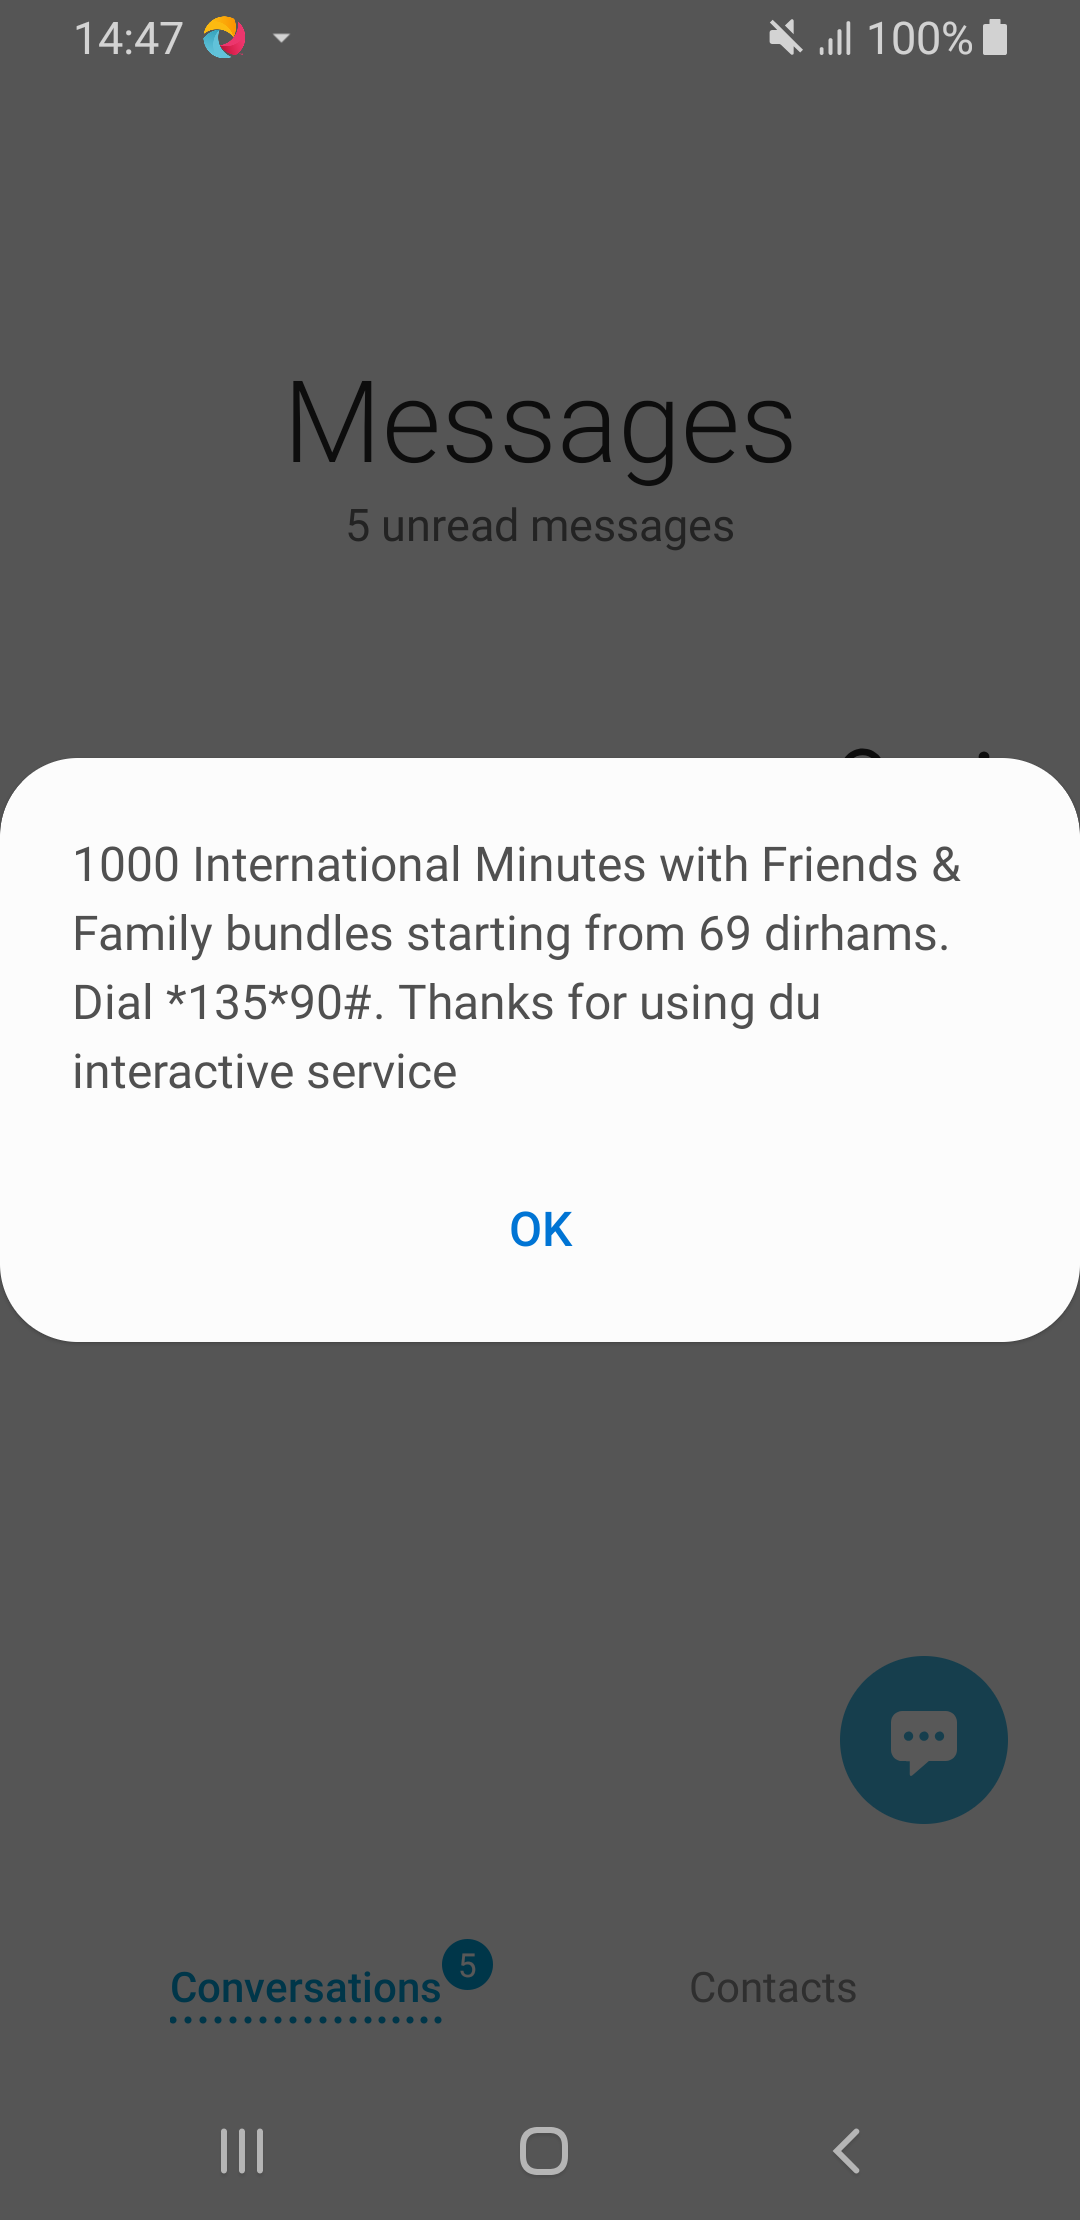 14:47
100%
Messages
5 unread messages
1000 International Minutes with Friends &
Family bundles starting from 69 dirhams.
Dial *135*90#. Thanks for using du
interactive service
OK
Conversations
5
Contacts